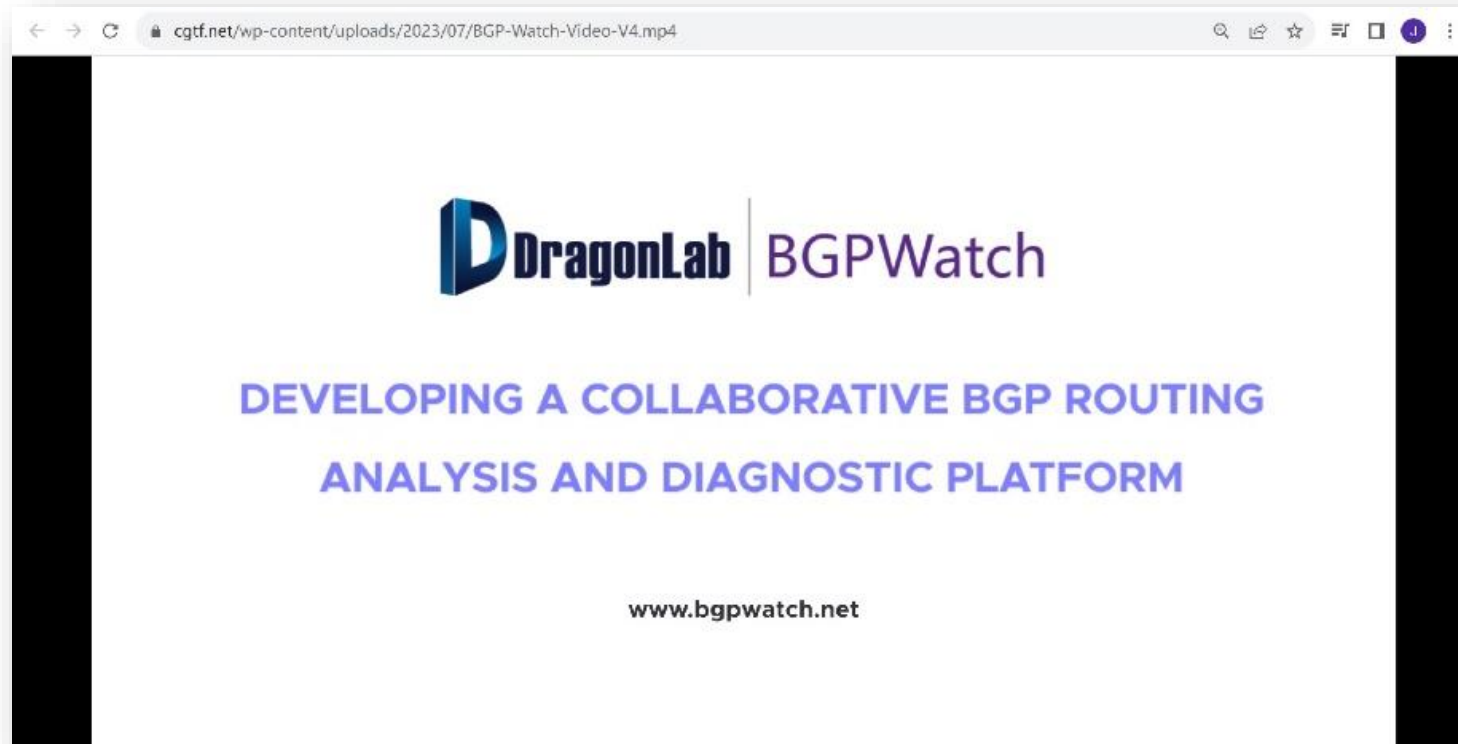 cgtf.net/wp-content/uploads/2023/07/BGP-Watch-Video-V4.mp4
J
DragonLab | BGPWatch
DEVELOPING A COLLABORATIVE BGP ROUTING
ANALYSIS AND DIAGNOSTIC PLATFORM
www.bgpwatch.net